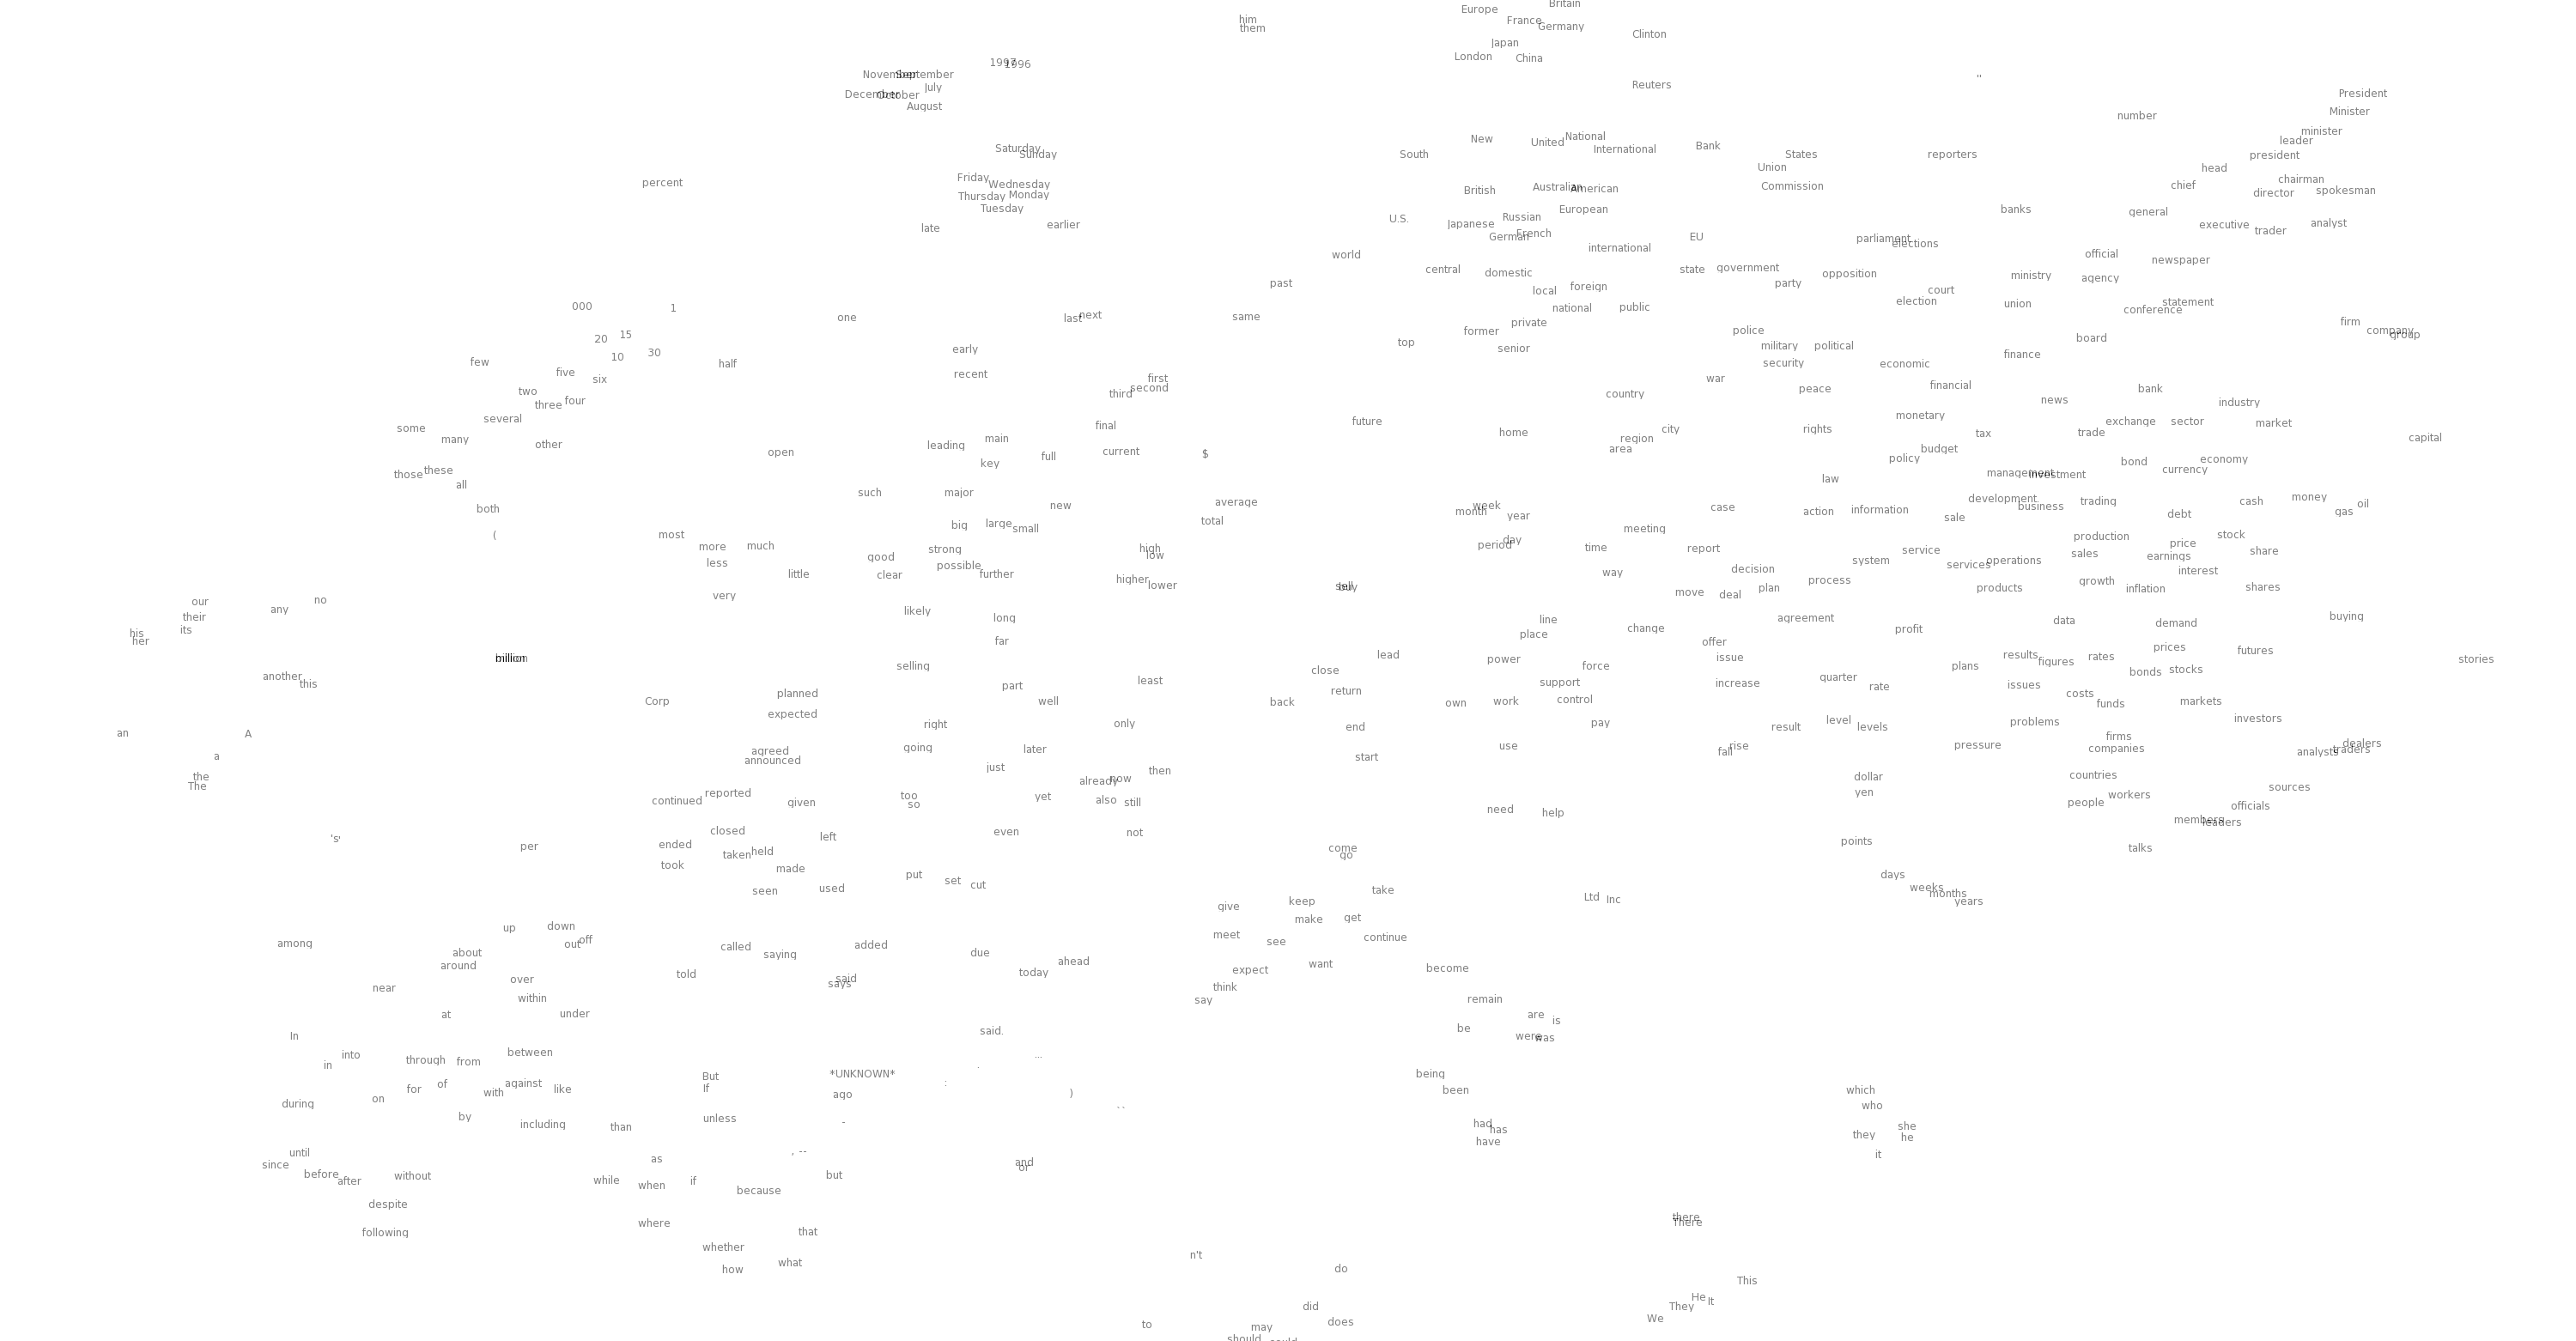 Britain
Europe
him
France
them
Germany
Clinton
Japan
London
China
1997
1996
November
September
"
Reuters
July
President
December
October
August
Minister
number
minister
National
New
United
leader
Bank
International
Saturday
Sunday
South
States
reporters
president
Union
head
Friday
chairman
percent
Wednesday
chief
Commission
Australian
American
British
spokesman
director
Thursday
Monday
Tuesday
European
banks
general
Russian
U.S.
analyst
Japanese
earlier
executive
late
trader
French
German
EU
parliament
elections
international
official
world
newspaper
government
central
state
domestic
opposition
ministry
agency
past
party
foreign
local
court
election
statement
union
000
1
national
public
conference
next
same
one
last
firm
private
former
police
company
group
15
20
board
top
military
political
senior
early
30
finance
10
few
half
security
economic
five
recent
first
war
six
financial
second
peace
bank
two
third
country
four
news
industry
three
monetary
several
future
exchange
sector
market
final
some
city
rights
home
trade
tax
capital
many
main
region
other
leading
area
budget
current
open
$
full
policy
economy
key
bond
these
currency
those
management
investment
law
all
such
major
money
development
average
trading
cash
oil
new
week
business
case
both
month
action
information
gas
debt
year
sale
total
large
big
small
meeting
(
most
stock
production
day
price
period
more
much
time
report
high
strong
service
share
sales
low
good
earnings
system
operations
less
services
possible
decision
interest
way
little
clear
further
higher
process
growth
lower
sell
buy
products
shares
plan
inflation
move
deal
very
no
our
any
likely
buying
their
long
agreement
line
data
demand
its
change
profit
his
place
her
far
offer
prices
futures
lead
results
rates
issue
million
billion
power
stories
figures
selling
force
plans
close
stocks
bonds
another
quarter
least
support
increase
this
issues
part
rate
return
planned
costs
control
Corp
well
back
own
work
markets
funds
expected
investors
level
problems
pay
only
right
end
result
levels
an
A
firms
dealers
rise
pressure
use
going
companies
later
agreed
fall
analysts
traders
a
start
announced
just
then
countries
the
dollar
now
already
The
sources
yen
reported
workers
too
yet
continued
also
given
still
people
so
officials
need
help
members
leaders
closed
even
not
left
's
'
points
ended
per
come
talks
held
taken
go
took
made
put
days
set
cut
weeks
used
take
seen
months
Ltd
Inc
keep
years
give
get
make
up
down
meet
continue
off
see
among
out
called
added
about
due
saying
ahead
want
around
become
expect
today
told
said
over
says
near
think
within
remain
say
under
at
are
is
be
said.
In
were
was
between
into
...
through
from
in
.
*UNKNOWN*
being
But
:
against
of
If
for
like
been
which
with
)
ago
on
during
who
``
by
unless
-
had
including
she
than
has
they
he
have
,
--
until
it
as
and
since
or
before
without
but
after
while
if
when
because
despite
there
There
where
following
that
whether
n't
what
how
do
This
He
It
They
did
We
does
to
may
should